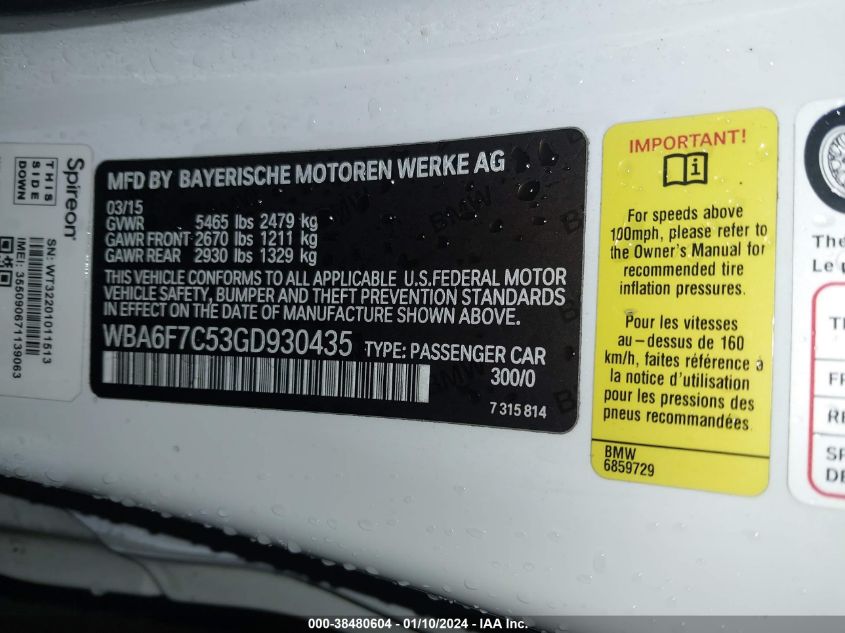 Spireon®
THIS
SIDE
DOWN
SN: WT32201011513
IMEI: 355090671139063
MFD BY BAYERISCHE MOTOREN WERKE AG
03/15
GVWR 5465 lbs 2479 kg
GAWR FRONT 2670 lbs 1211 kg
GAWR REAR 2930 lbs 1329 kg
THIS VEHICLE CONFORMS TO ALL APPLICABLE U.S.FEDERAL MOTOR
VEHICLE SAFETY, BUMPER AND THEFT PREVENTION STANDARDS
IN EFFECT ON THE DATE OF MANUFACTURE SHOWN ABOVE.
WBA6F7C53GD930435 TYPE: PASSENGER CAR
300/0
7 315 814
IMPORTANT!
For speeds above
100mph, please refer to
the Owner's Manual for
recommended tire
inflation pressures.
Pour les vitesses
au-dessus de 160
km/h, faites référence à
la notice d'utilisation
pour les pressions des
pneus recommandées.
BMW
6859729
The
Le
000-38480604 - 01/10/2024 - IAA Inc.